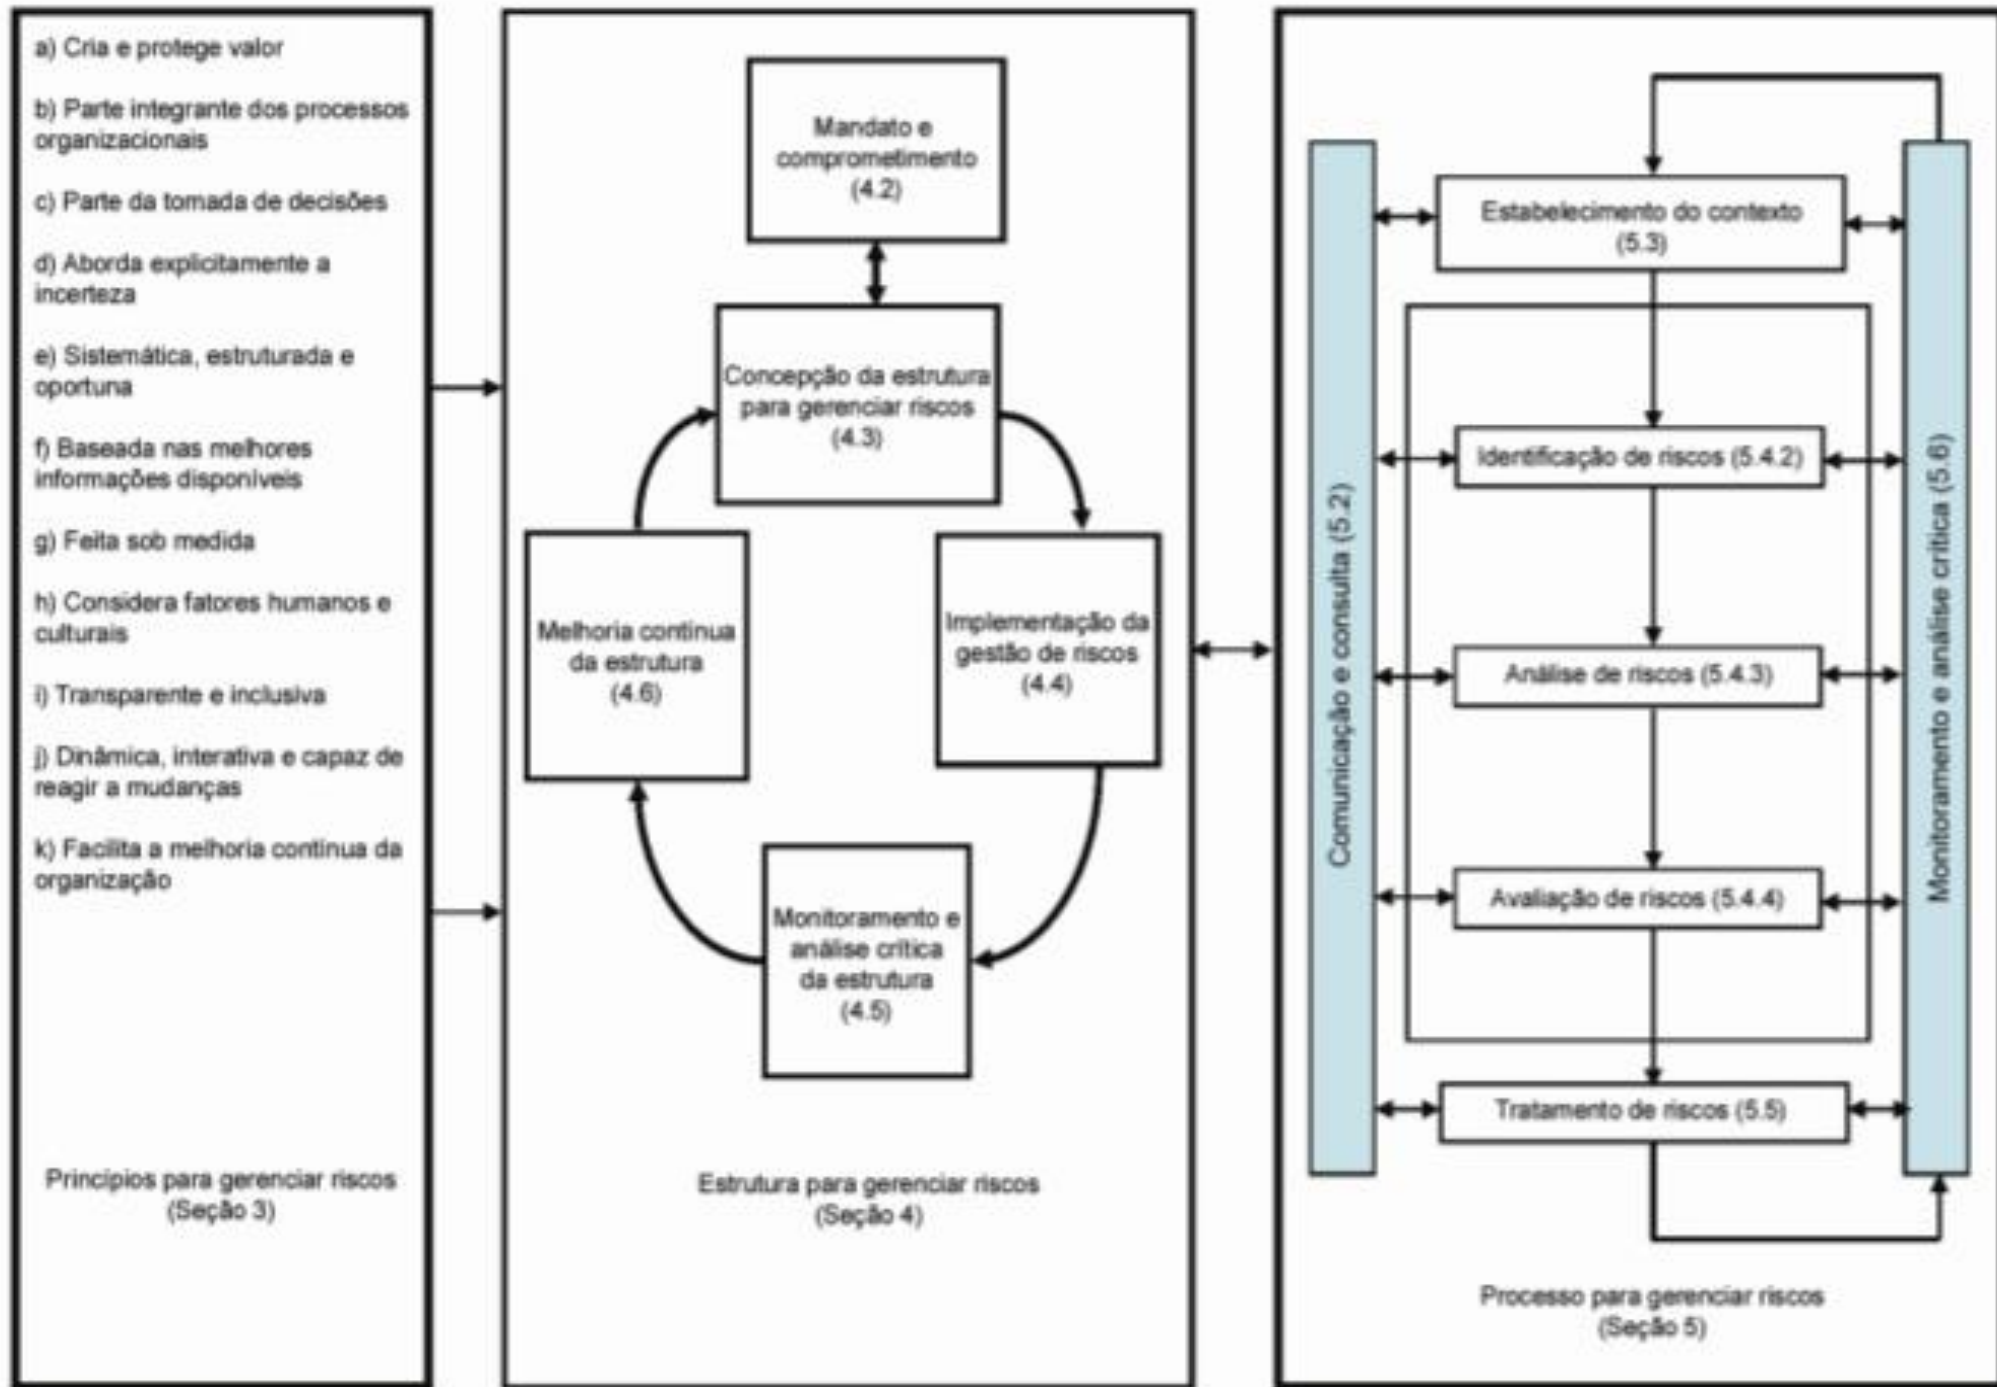 a) Cria e protege valor
b) Parte integrante dos processos
organizacionais
c) Parte da tomada de decisões
d) Aborda explicitamente a
incerteza
e) Sistemática, estruturada e
oportuna
f) Baseada nas melhores
informações disponíveis
g) Feita sob medida
h) Considera fatores humanos e
culturais
i) Transparente e inclusiva
j) Dinâmica, interativa e capaz de
reagir a mudanças
k) Facilita a melhoria contínua da
organização
Princípios para gerenciar riscos
(Seção 3)
Mandato e
comprometimento
(4.2)
Concepção da estrutura
para gerenciar riscos
(4.3)
Implementação da
gestão de riscos
(4.4)
Melhoria contínua
da estrutura
(4.6)
Monitoramento e
análise crítica
da estrutura
(4.5)
Estrutura para gerenciar riscos
(Seção 4)
Comunicação e consulta (5.2)
Estabelecimento do contexto
(5.3)
Identificação de riscos (5.4.2)
Análise de riscos (5.4.3)
Avaliação de riscos (5.4.4)
Tratamento de riscos (5.5)
Monitoramento e análise crítica (5.6)
Processo para gerenciar riscos
(Seção 5)